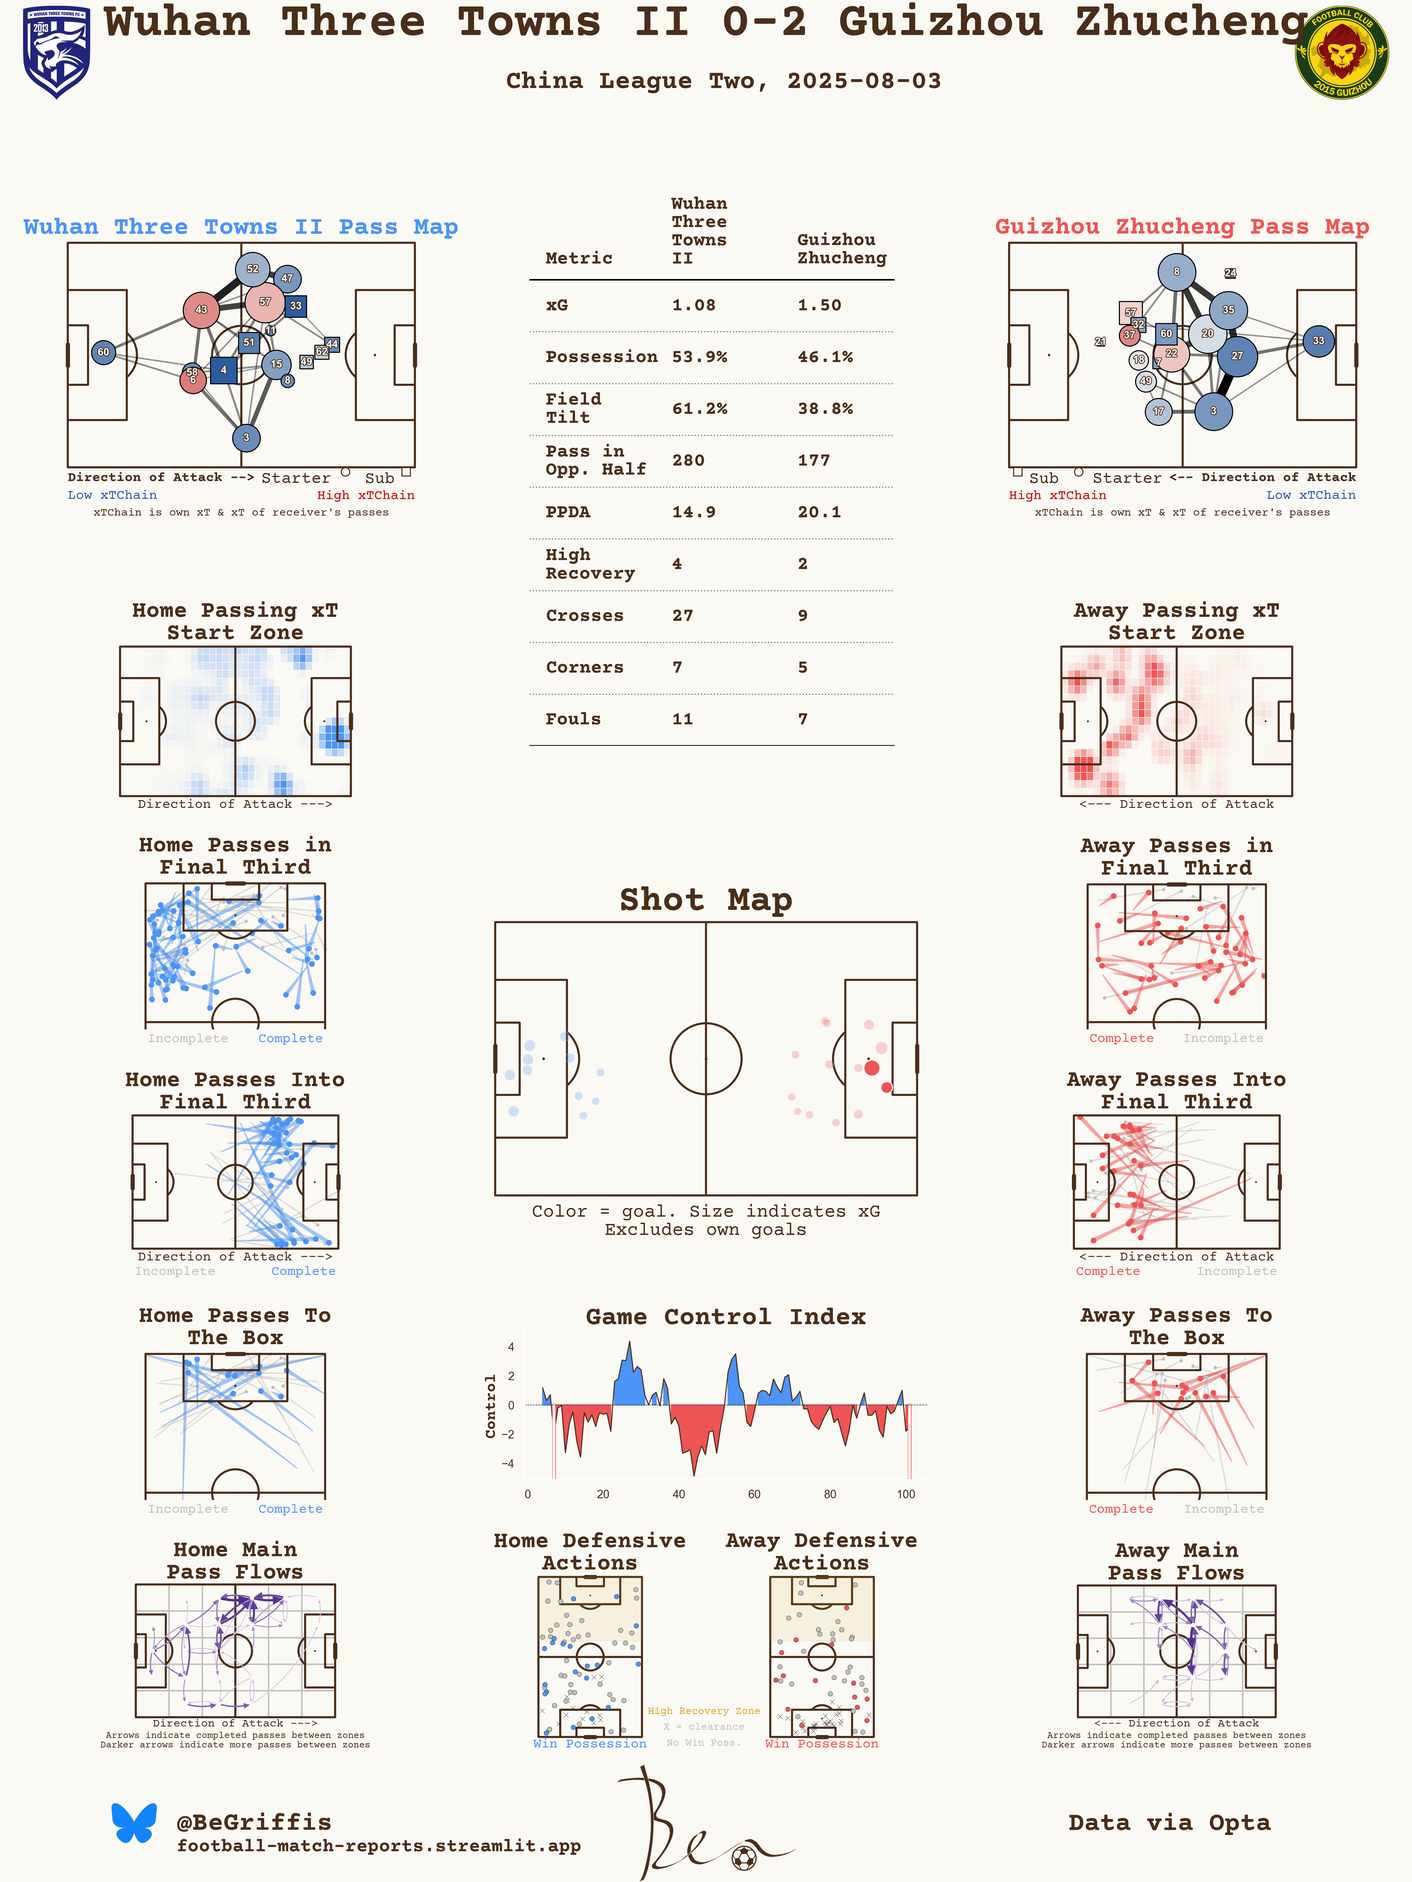 Wuhan Three Towns II 0-2 Guizhou Zhucheng
China League Two, 2025-08-03
WUHAN THREE TOWNS FC
2013
FOOTBALL CLUB
2015 GUIZHOU
Wuhan Three Towns II Pass Map
52
47
57
33
43
11
51
44
62
60
49
15
58
4
6
8
3
Direction of Attack --> Starter Sub
Low xTChain High xTChain
xTChain is own xT & xT of receiver's passes
Metric Wuhan Three Towns II Guizhou Zhucheng
xG 1.08 1.50
Possession 53.9% 46.1%
Field Tilt 61.2% 38.8%
Pass in Opp. Half 280 177
PPDA 14.9 20.1
High Recovery 4 2
Crosses 27 9
Corners 7 5
Fouls 11 7
Guizhou Zhucheng Pass Map
8
24
57
35
32
37
60
20
21
33
22
27
18
7
49
17
3
Sub Starter <-- Direction of Attack
High xTChain Low xTChain
xTChain is own xT & xT of receiver's passes
Home Passing xT
Start Zone
Direction of Attack --->
Away Passing xT
Start Zone
<--- Direction of Attack
Home Passes in
Final Third
Incomplete Complete
Away Passes in
Final Third
Complete Incomplete
Shot Map
Color = goal. Size indicates xG
Excludes own goals
Home Passes Into
Final Third
Direction of Attack --->
Incomplete Complete
Away Passes Into
Final Third
<--- Direction of Attack
Complete Incomplete
Home Passes To
The Box
Incomplete Complete
Game Control Index
Control
4
2
0
−2
−4
0 20 40 60 80 100
Away Passes To
The Box
Complete Incomplete
Home Main
Pass Flows
Direction of Attack --->
Arrows indicate completed passes between zones
Darker arrows indicate more passes between zones
Home Defensive
Actions
Win Possession
High Recovery Zone
X = clearance
No Win Poss.
Away Defensive
Actions
Win Possession
Away Main
Pass Flows
<--- Direction of Attack
Arrows indicate completed passes between zones
Darker arrows indicate more passes between zones
@BeGriffis
football-match-reports.streamlit.app
Ben
Data via Opta